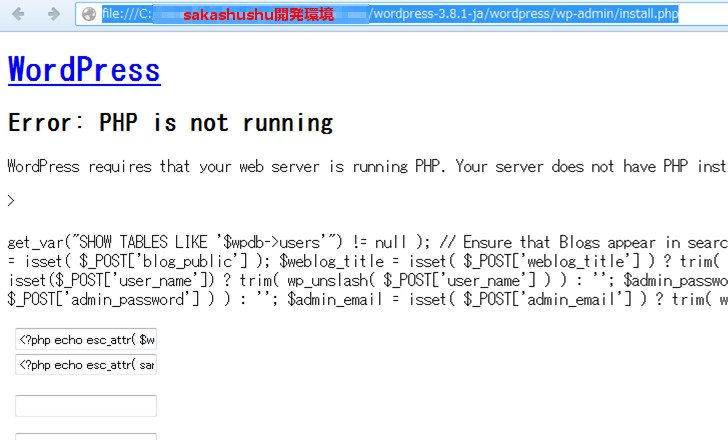 file:///C:/ sakashushu開発環境 /wordpress-3.8.1-ja/wordpress/wp-admin/install.php
WordPress
Error: PHP is not running
WordPress requires that your web server is running PHP. Your server does not have PHP inst
>
get_var("SHOW TABLES LIKE '$wpdb->users'") != null ); // Ensure that Blogs appear in searc
= isset( $_POST['blog_public'] ); $weblog_title = isset( $_POST['weblog_title'] ) ? trim(
isset($_POST['user_name']) ? trim( wp_unslash( $_POST['user_name'] ) ) : ''; $admin_passwo
$_POST['admin_password'] ) ) : ''; $admin_email = isset( $_POST['admin_email'] ) ? trim( w
<?php echo esc_attr( $w
<?php echo esc_attr( sar